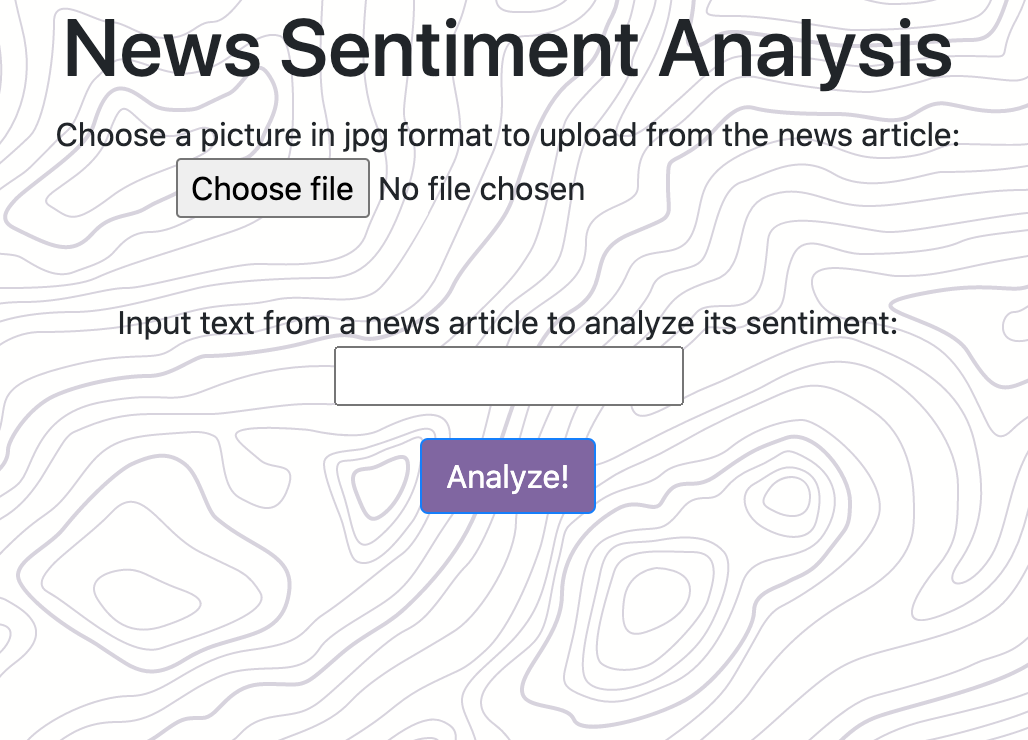 News Sentiment Analysis
Choose a picture in jpg format to upload from the news article:
Choose file No file chosen
Input text from a news article to analyze its sentiment:
Analyze!